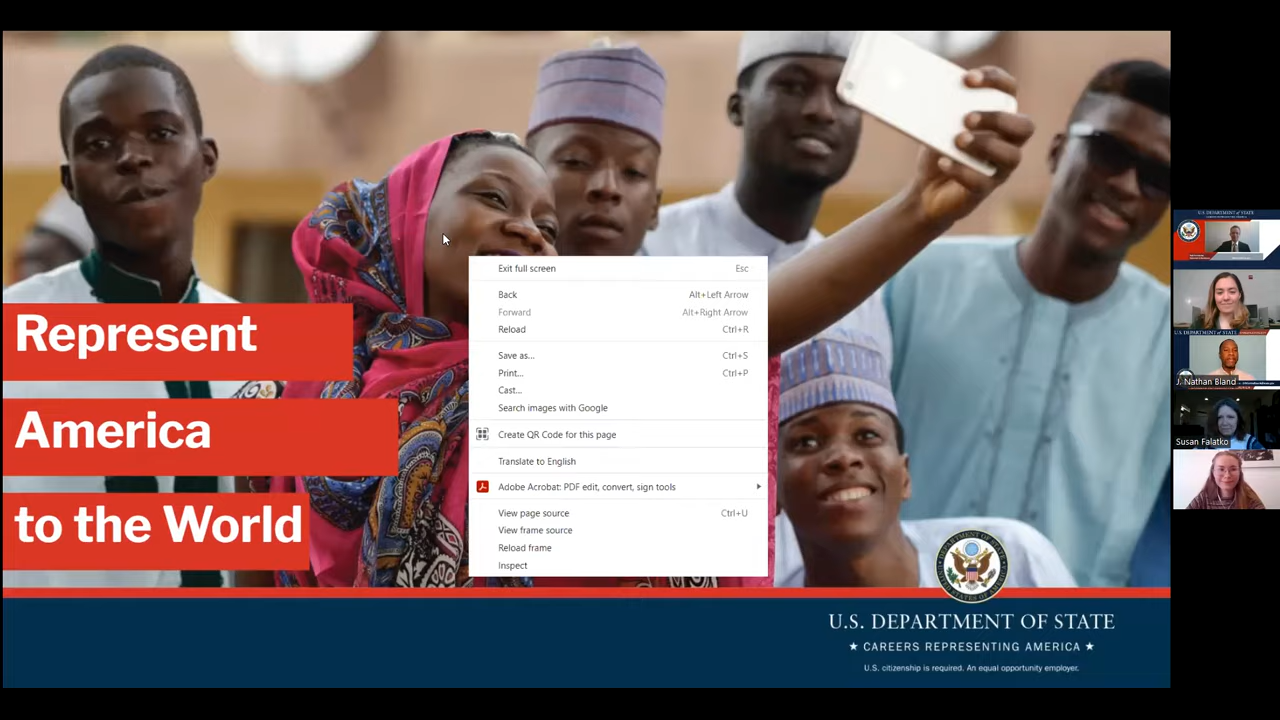 Represent
America
to the World
Exit full screen Esc
Back Alt+Left Arrow
Forward Alt+Right Arrow
Reload Ctrl+R
Save as... Ctrl+S
Print... Ctrl+P
Cast...
Search images with Google
Create QR Code for this page
Translate to English
Adobe Acrobat: PDF edit, convert, sign tools
View page source Ctrl+U
View frame source
Reload frame
Inspect
U.S. DEPARTMENT OF STATE
★ CAREERS REPRESENTING AMERICA ★
U.S. citizenship is required. An equal opportunity employer.
U.S. DEPARTMENT OF STATE
J. Nathan Bland
Susan Falatko